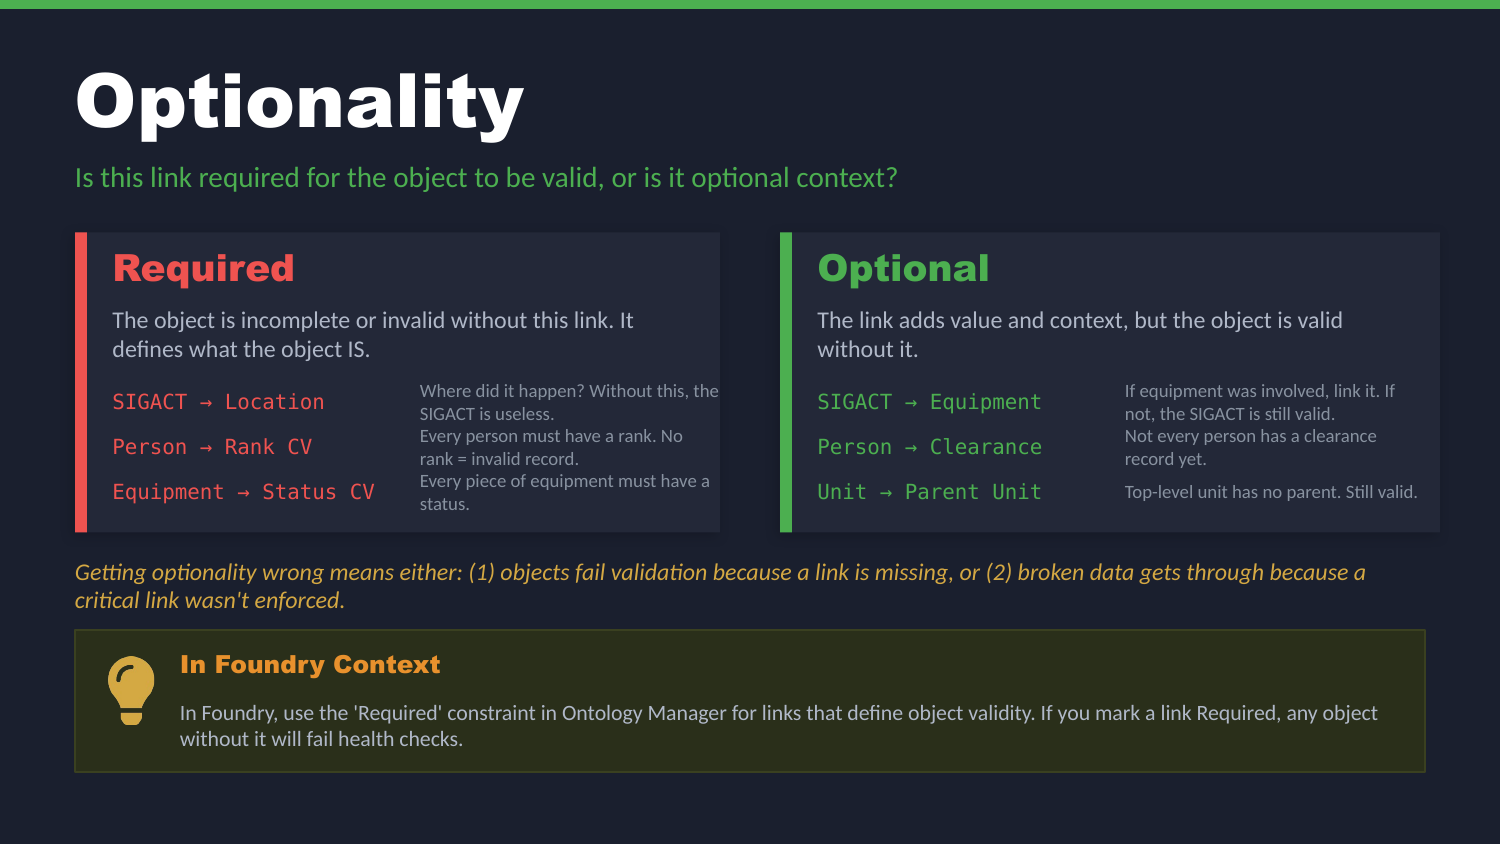 Optionality
Is this link required for the object to be valid, or is it optional context?
Required
The object is incomplete or invalid without this link. It
defines what the object IS.
SIGACT → Location
Where did it happen? Without this, the
SIGACT is useless.
Person → Rank CV
Every person must have a rank. No
rank = invalid record.
Equipment → Status CV
Every piece of equipment must have a
status.
Optional
The link adds value and context, but the object is valid
without it.
SIGACT → Equipment
If equipment was involved, link it. If
not, the SIGACT is still valid.
Person → Clearance
Not every person has a clearance
record yet.
Unit → Parent Unit
Top-level unit has no parent. Still valid.
Getting optionality wrong means either: (1) objects fail validation because a link is missing, or (2) broken data gets through because a
critical link wasn't enforced.
In Foundry Context
In Foundry, use the 'Required' constraint in Ontology Manager for links that define object validity. If you mark a link Required, any object
without it will fail health checks.